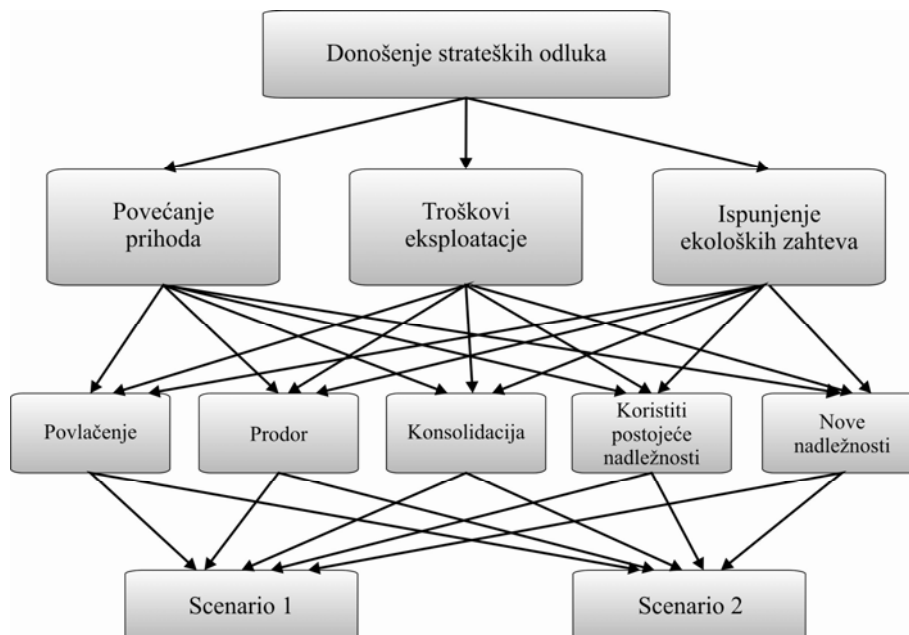 Donošenje strateških odluka
Povećanje
prihoda
Troškovi
eksploatacje
Ispunjenje
ekoloških zahteva
Povlačenje
Prodor
Konsolidacija
Koristiti
postojeće
nadležnosti
Nove
nadležnosti
Scenario 1
Scenario 2